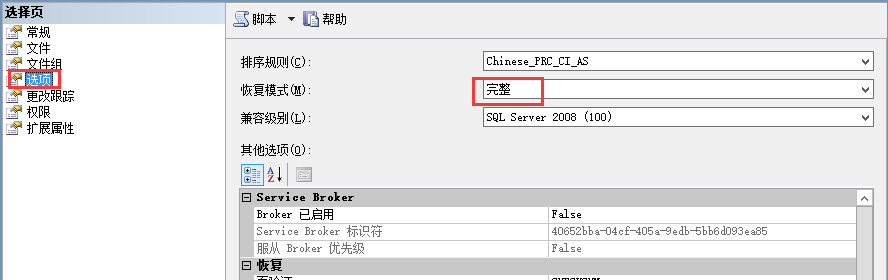 选择页
常规
文件
文件组
选项
更改跟踪
权限
扩展属性
脚本
帮助
排序规则(C):
Chinese_PRC_CI_AS
恢复模式(M):
完整
兼容级别(L):
SQL Server 2008 (100)
其他选项(O):
Service Broker
Broker 已启用 False
Service Broker 标识符 40652bba-04cf-405a-9edb-5bb6d093ea85
服从 Broker 优先级 False
恢复